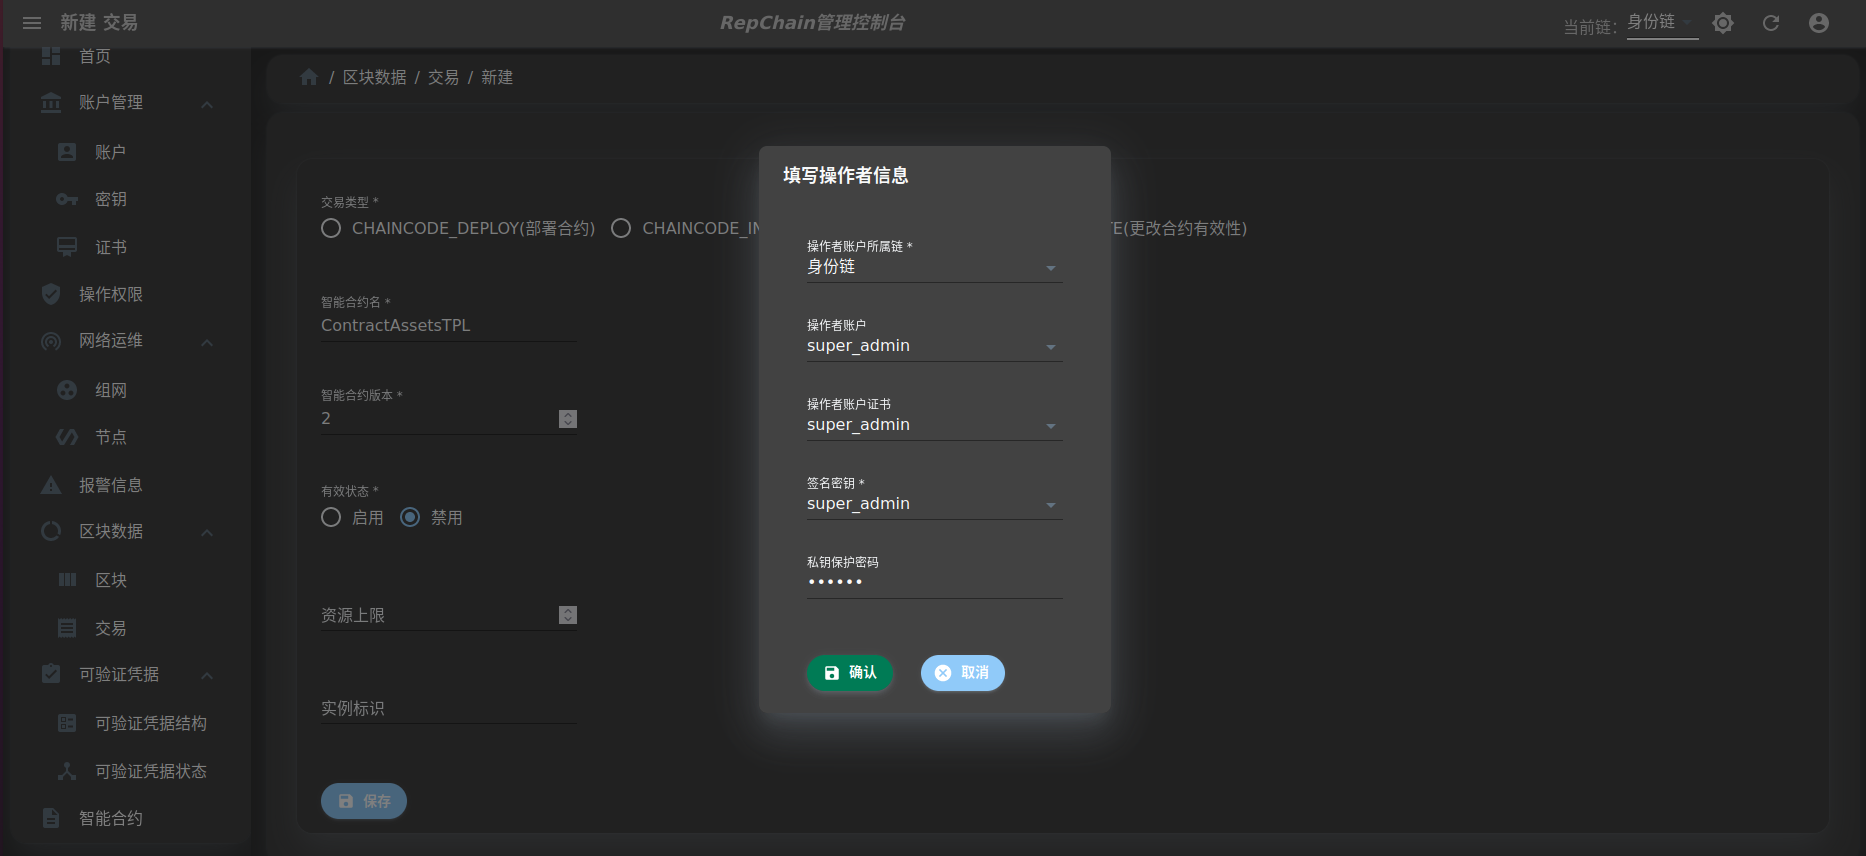 新建 交易
RepChain管理控制台
当前链: 身份链
首页
账户管理
账户
密钥
证书
操作权限
网络运维
组网
节点
报警信息
区块数据
区块
交易
可验证凭据
可验证凭据结构
可验证凭据状态
智能合约
/ 区块数据 / 交易 / 新建
交易类型 *
CHAINCODE_DEPLOY(部署合约) CHAINCODE_IN
TE(更改合约有效性)
智能合约名 *
ContractAssetsTPL
智能合约版本 *
2
有效状态 *
启用 禁用
资源上限
实例标识
保存
填写操作者信息
操作者账户所属链 *
身份链
操作者账户
super_admin
操作者账户证书
super_admin
签名密钥 *
super_admin
私钥保护密码
••••••
确认 取消